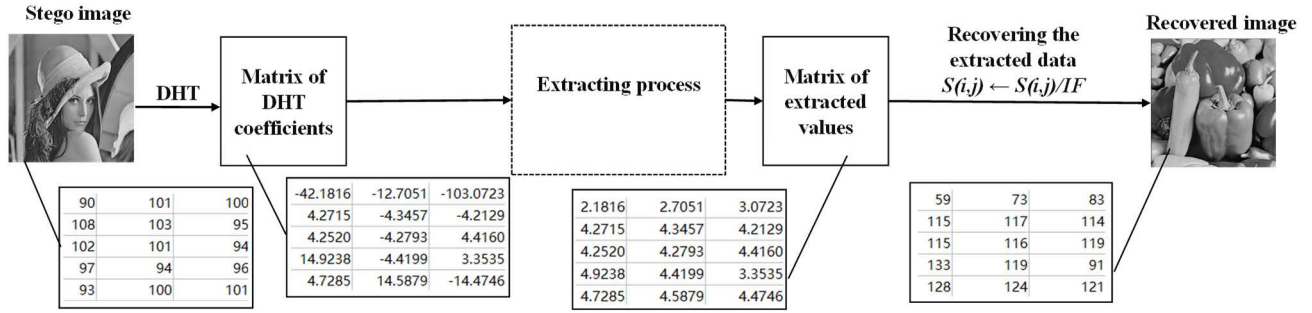 Stego image
DHT
Matrix of
DHT
coefficients
Extracting process
Matrix of
extracted
values
Recovering the
extracted data
S(i,j) ← S(i,j)/IF
Recovered image
90 101 100
108 103 95
102 101 94
97 94 96
93 100 101
-42.1816 -12.7051 -103.0723
4.2715 -4.3457 -4.2129
4.2520 -4.2793 4.4160
14.9238 -4.4199 3.3535
4.7285 14.5879 -14.4746
2.1816 2.7051 3.0723
4.2715 4.3457 4.2129
4.2520 4.2793 4.4160
4.9238 4.4199 3.3535
4.7285 4.5879 4.4746
59 73 83
115 117 114
115 116 119
133 119 91
128 124 121